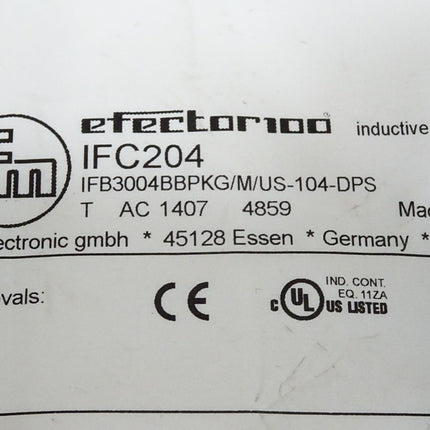 ifm
efector100® inductive
IFC204
IFB3004BBPKG/M/US-104-DPS
T AC 1407 4859 Mad
ectronic gmbh * 45128 Essen * Germany *
vals: CE c UL US LISTED
IND. CONT.
EQ. 11ZA